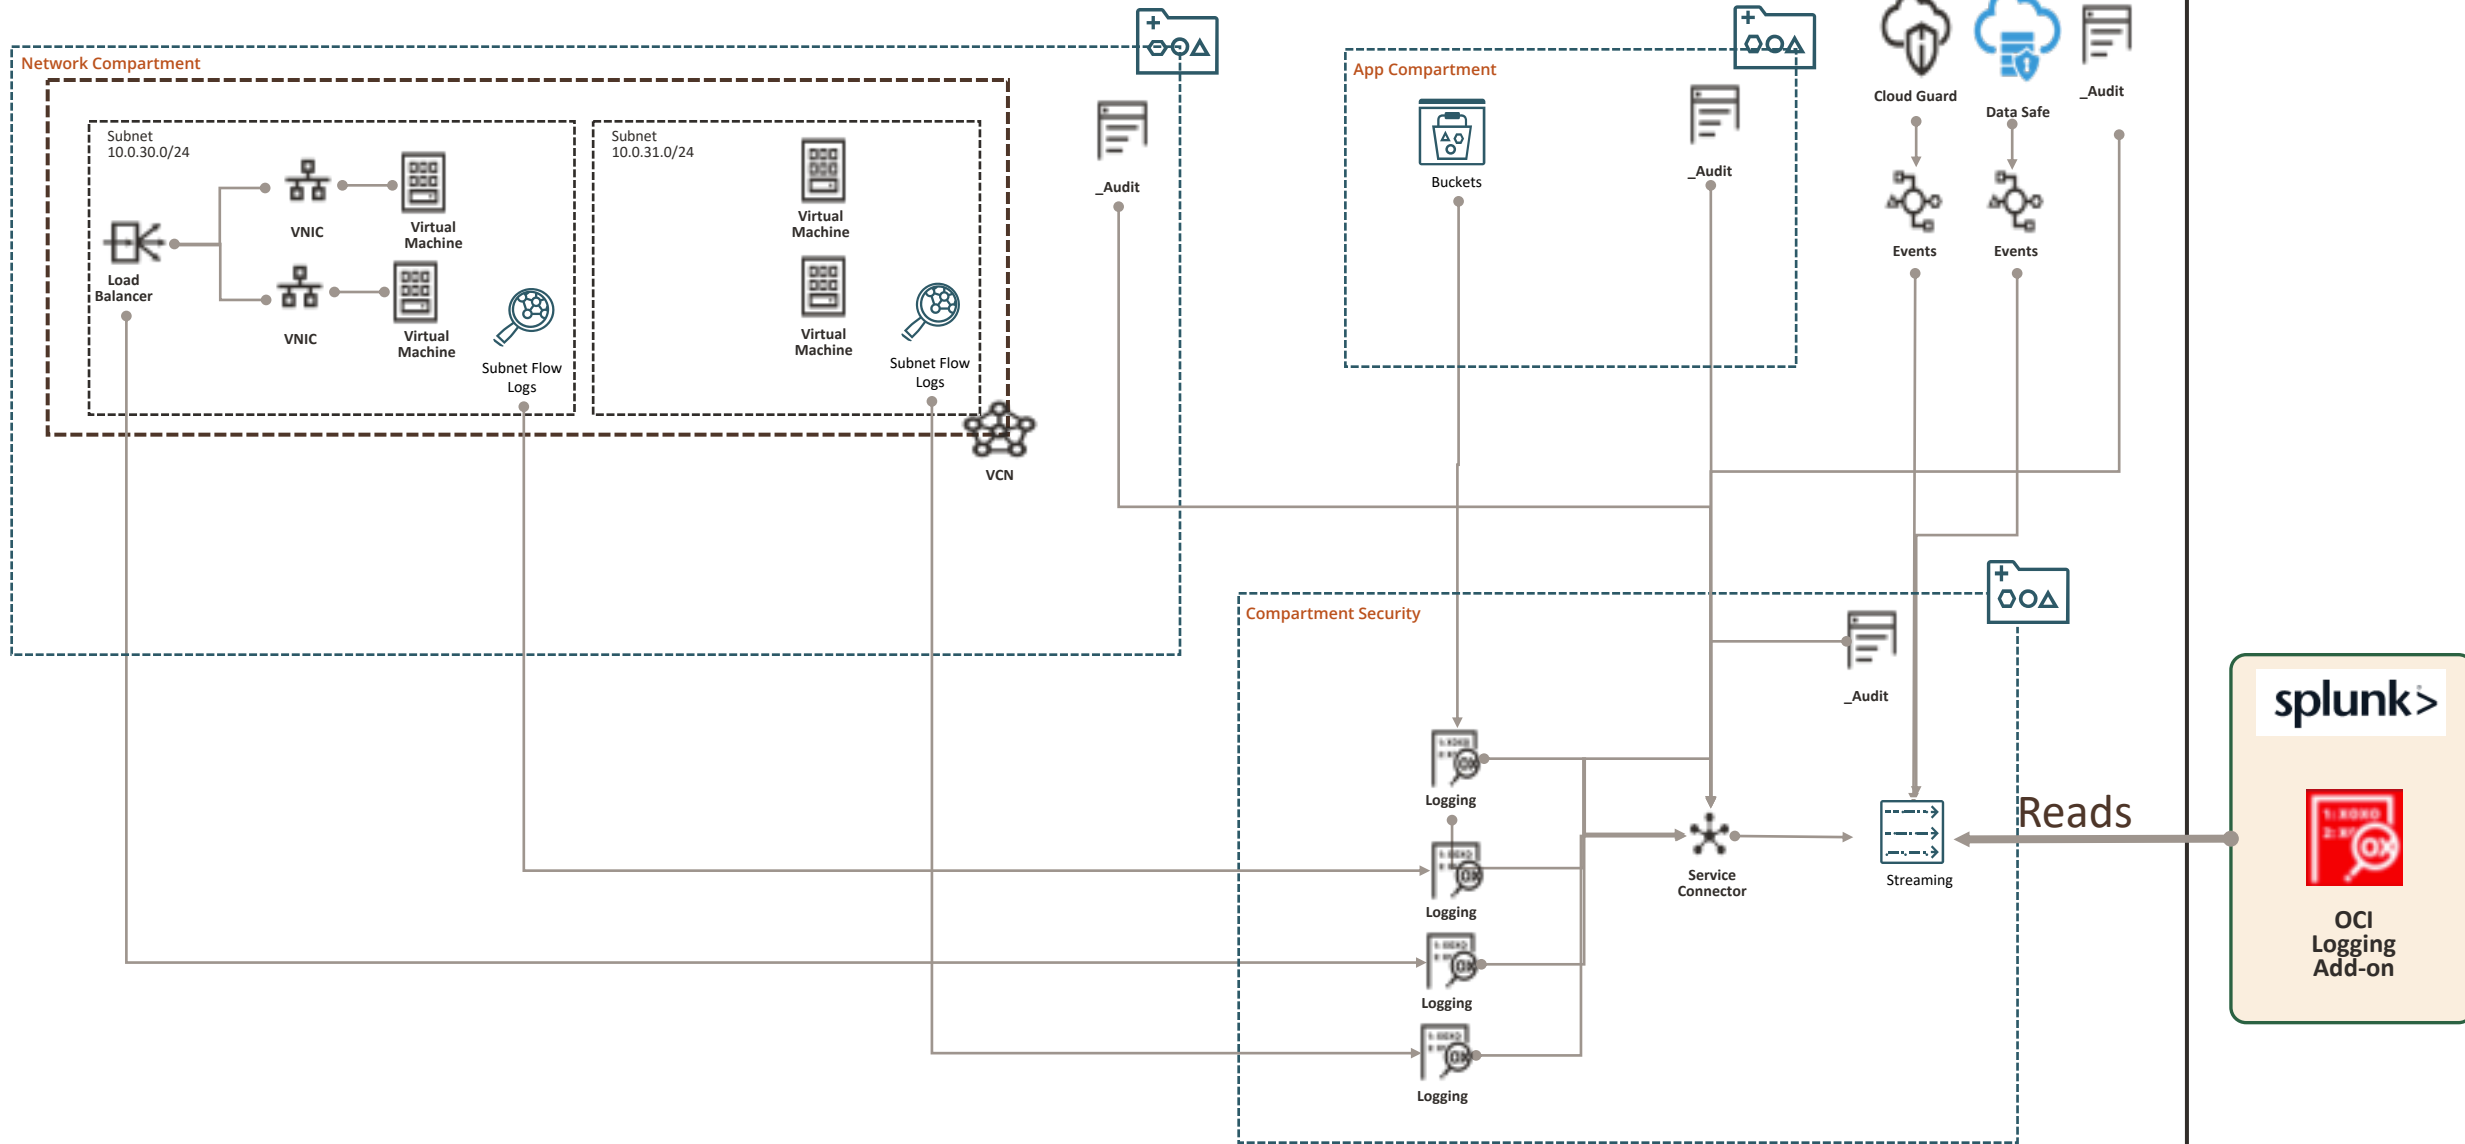 Network Compartment
Subnet
10.0.30.0/24
VNIC
Virtual
Machine
Load
Balancer
VNIC
Virtual
Machine
Subnet Flow
Logs
Subnet
10.0.31.0/24
Virtual
Machine
Virtual
Machine
Subnet Flow
Logs
VCN
_Audit
App Compartment
Buckets
_Audit
Cloud Guard
Data Safe
_Audit
Events
Events
Compartment Security
_Audit
Logging
Logging
Logging
Logging
Service
Connector
Streaming
Reads
splunk>
OCI
Logging
Add-on